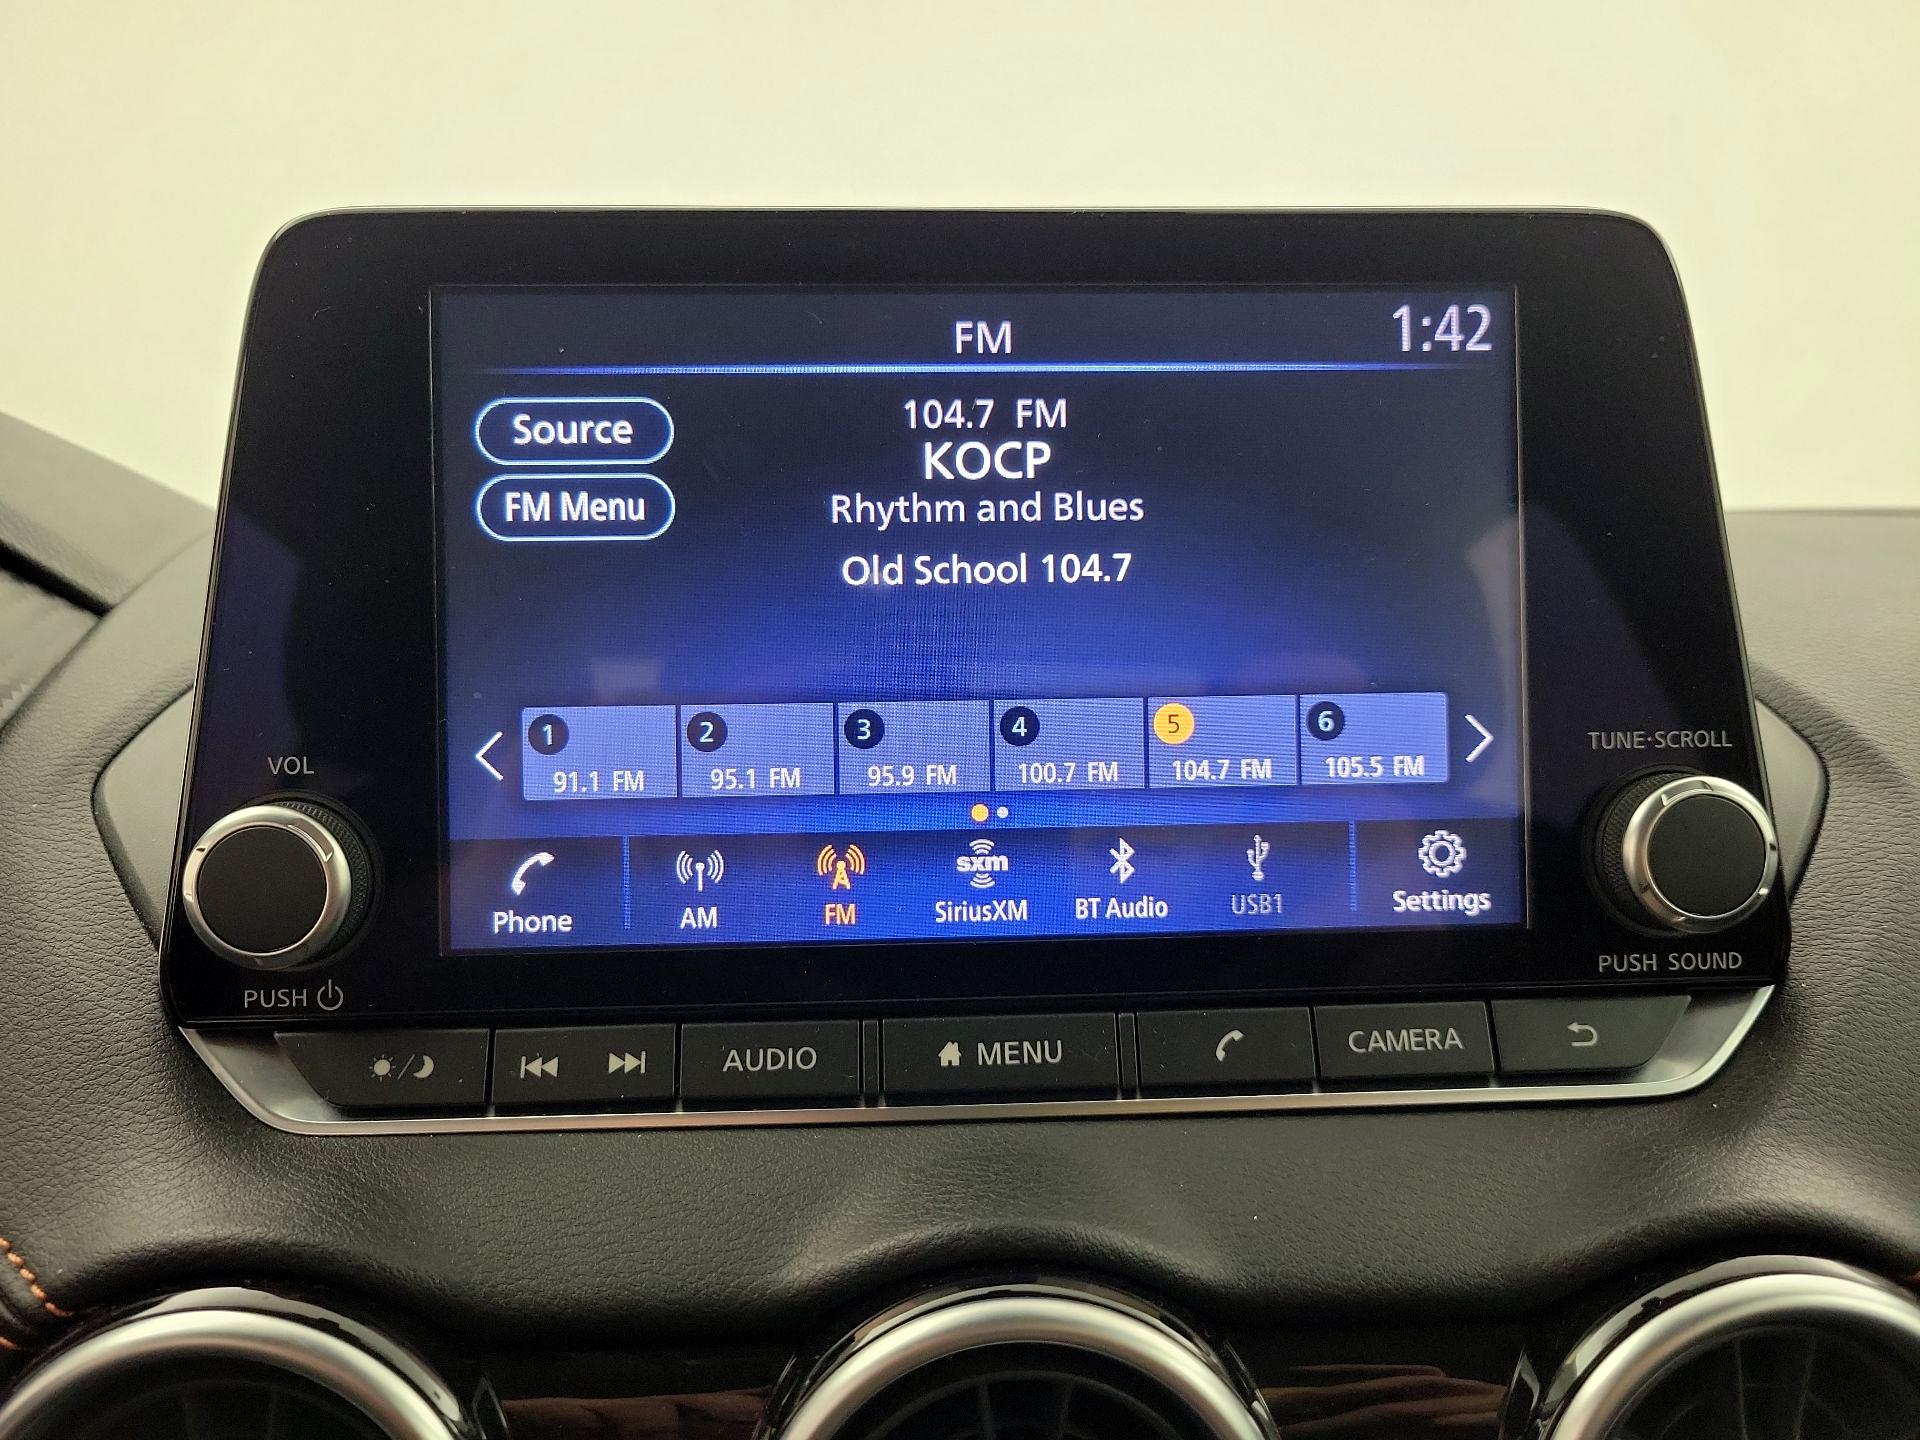 FM
1:42
Source
104.7 FM
KOCP
FM Menu
Rhythm and Blues
Old School 104.7
1
2
3
4
5
6
91.1 FM
95.1 FM
95.9 FM
100.7 FM
104.7 FM
105.5 FM
VOL
TUNE·SCROLL
sxm
Phone
AM
FM
SiriusXM
BT Audio
USB1
Settings
PUSH
PUSH SOUND
AUDIO
MENU
CAMERA